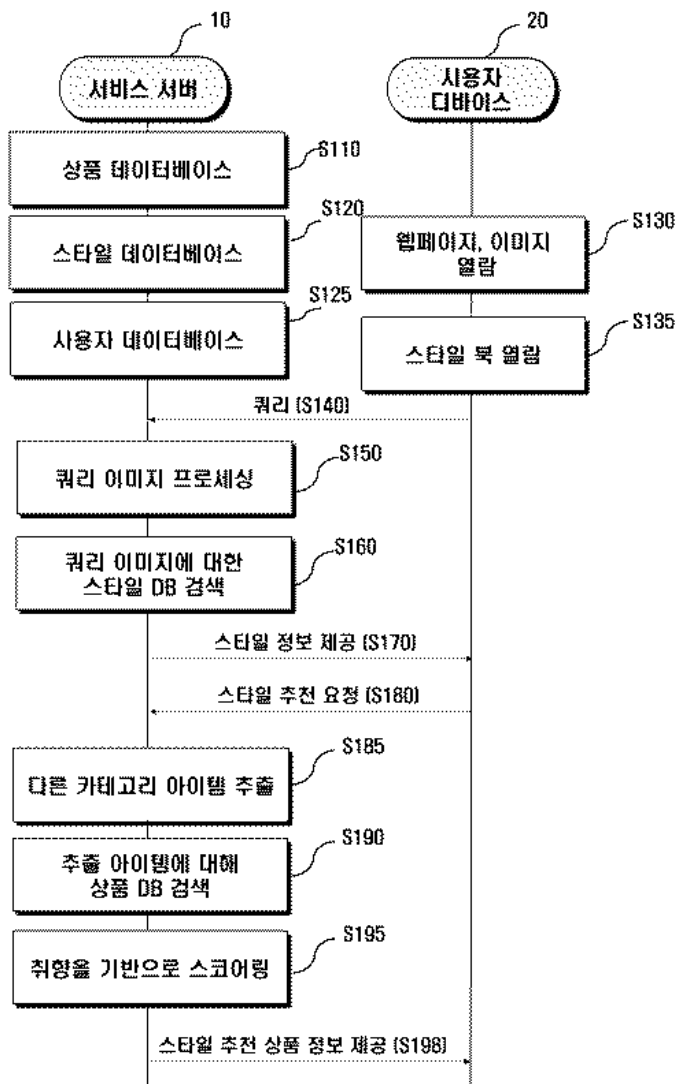 10
20
서비스 서버
사용자
디바이스
S110
상품 데이터베이스
S120
스타일 데이터베이스
S130
웹페이지, 이미지
열람
S125
사용자 데이터베이스
S135
스타일 북 열람
쿼리 (S140)
S150
쿼리 이미지 프로세싱
S160
쿼리 이미지에 대한
스타일 DB 검색
스타일 정보 제공 (S170)
스타일 추천 요청 (S180)
S185
다른 카테고리 아이템 추출
S190
추출 아이템에 대해
상품 DB 검색
S195
취향을 기반으로 스코어링
스타일 추천 상품 정보 제공 (S198)